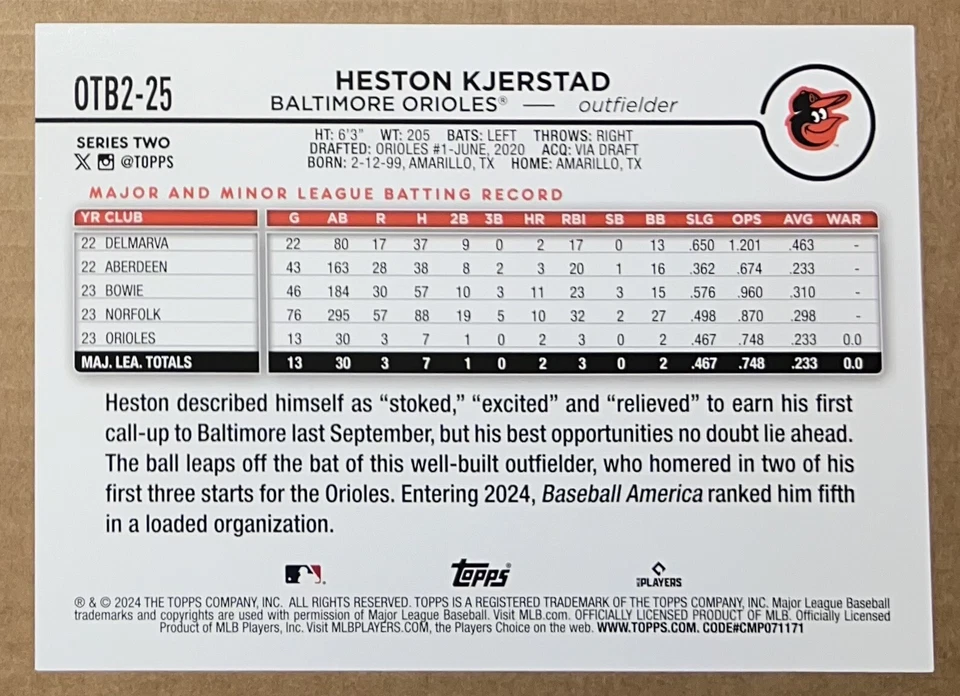 OTB2-25
HESTON KJERSTAD
BALTIMORE ORIOLES® — outfielder
SERIES TWO
@TOPPS
HT: 6'3" WT: 205 BATS: LEFT THROWS: RIGHT
DRAFTED: ORIOLES #1-JUNE, 2020 ACQ: VIA DRAFT
BORN: 2-12-99, AMARILLO, TX HOME: AMARILLO, TX
MAJOR AND MINOR LEAGUE BATTING RECORD
YR CLUB G AB R H 2B 3B HR RBI SB BB SLG OPS AVG WAR
22 DELMARVA 22 80 17 37 9 0 2 17 0 13 .650 1.201 .463 -
22 ABERDEEN 43 163 28 38 8 2 3 20 1 16 .362 .674 .233 -
23 BOWIE 46 184 30 57 10 3 11 23 3 15 .576 .960 .310 -
23 NORFOLK 76 295 57 88 19 5 10 32 2 27 .498 .870 .298 -
23 ORIOLES 13 30 3 7 1 0 2 3 0 2 .467 .748 .233 0.0
MAJ. LEA. TOTALS 13 30 3 7 1 0 2 3 0 2 .467 .748 .233 0.0
Heston described himself as “stoked,” “excited” and “relieved” to earn his first
call-up to Baltimore last September, but his best opportunities no doubt lie ahead.
The ball leaps off the bat of this well-built outfielder, who homered in two of his
first three starts for the Orioles. Entering 2024, Baseball America ranked him fifth
in a loaded organization.
Topps®
MLBPLAYERS
® & © 2024 THE TOPPS COMPANY, INC. ALL RIGHTS RESERVED. TOPPS IS A REGISTERED TRADEMARK OF THE TOPPS COMPANY, INC. Major League Baseball
trademarks and copyrights are used with permission of Major League Baseball. Visit MLB.com. OFFICIALLY LICENSED PRODUCT OF MLB. Officially Licensed
Product of MLB Players, Inc. Visit MLBPLAYERS.COM, the Players Choice on the web. WWW.TOPPS.COM. CODE#CMP071171